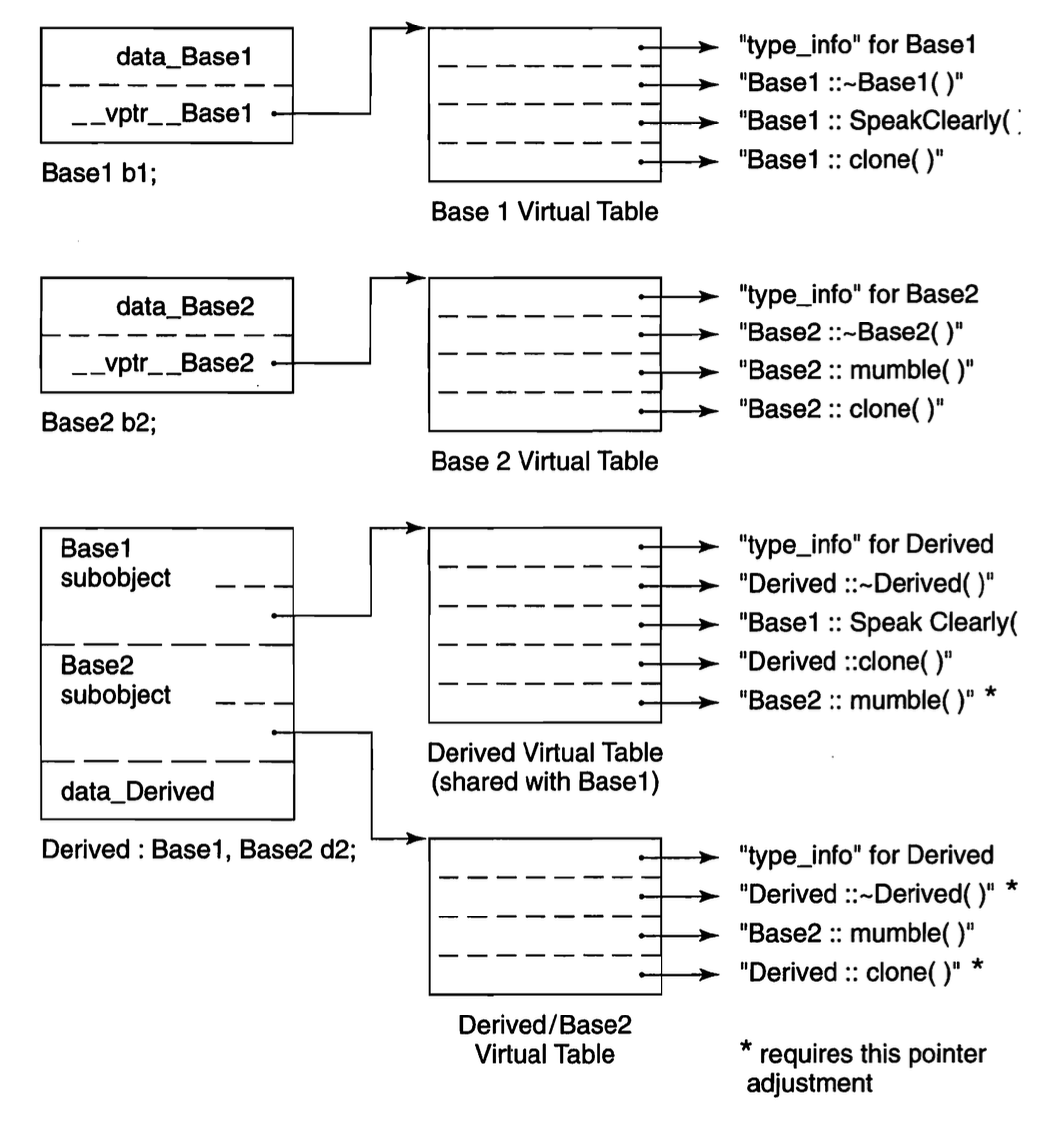 data_Base1
__vptr__Base1
Base1 b1;
"type_info" for Base1
"Base1 ::~Base1( )"
"Base1 :: SpeakClearly( 
"Base1 :: clone( )"
Base 1 Virtual Table
data_Base2
__vptr__Base2
Base2 b2;
"type_info" for Base2
"Base2 ::~Base2( )"
"Base2 :: mumble( )"
"Base2 :: clone( )"
Base 2 Virtual Table
Base1
subobject
Base2
subobject
data_Derived
Derived : Base1, Base2 d2;
"type_info" for Derived
"Derived ::~Derived( )"
"Base1 :: Speak Clearly(
"Derived ::clone( )"
"Base2 :: mumble( )" *
Derived Virtual Table
(shared with Base1)
"type_info" for Derived
"Derived ::~Derived( )" *
"Base2 :: mumble( )"
"Derived :: clone( )" *
Derived/Base2
Virtual Table
* requires this pointer
adjustment